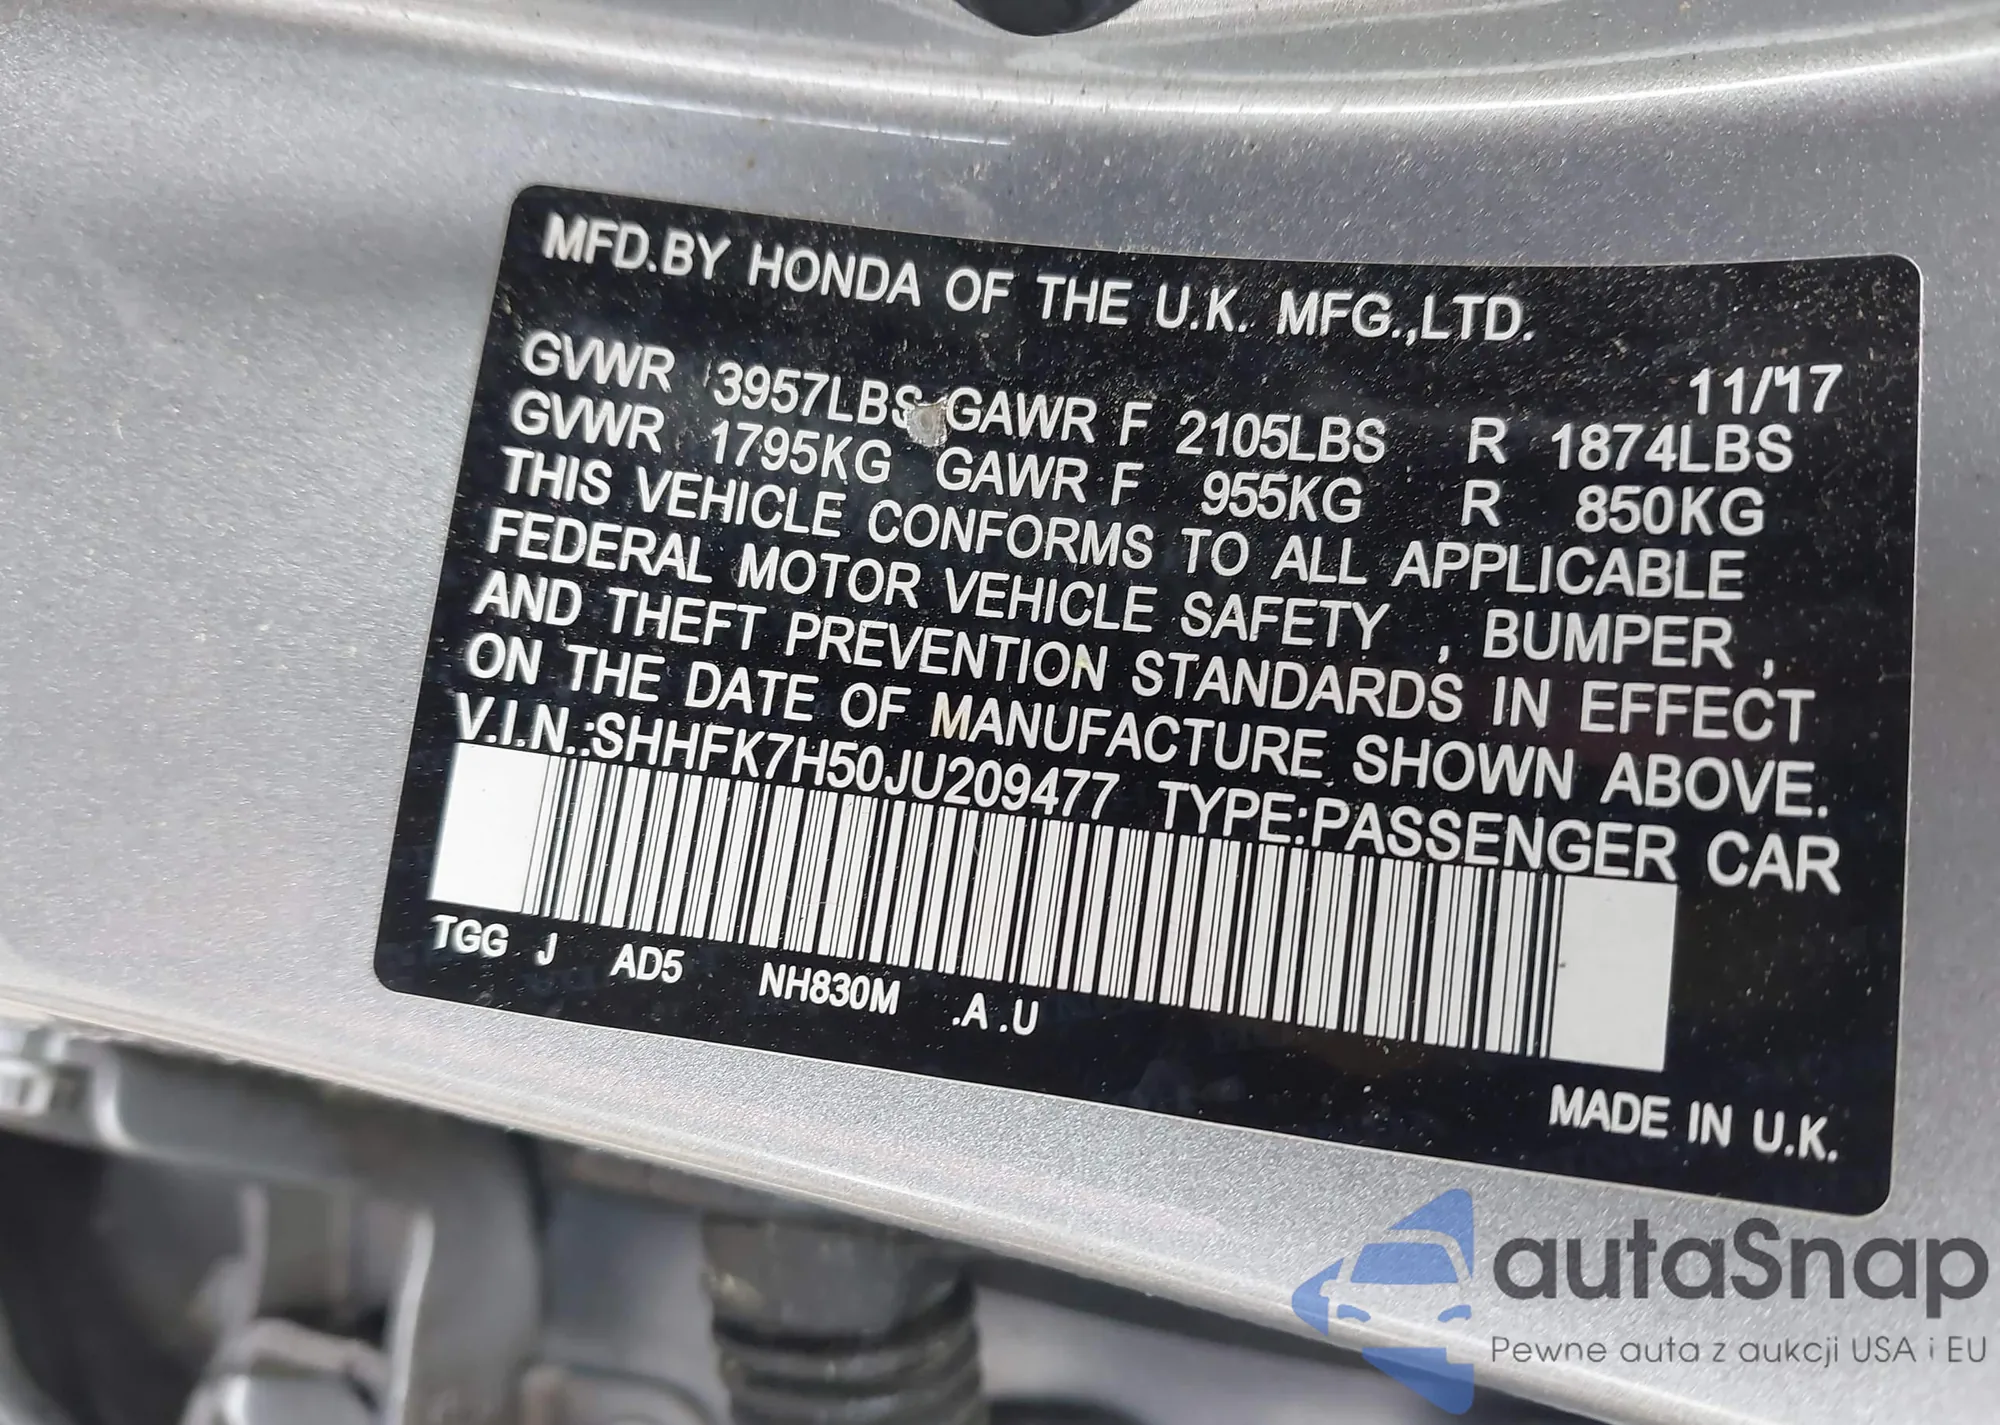 MFD.BY HONDA OF THE U.K. MFG.,LTD.
11/17
GVWR 3957LBS GAWR F 2105LBS R 1874LBS
GVWR 1795KG GAWR F 955KG R 850KG
THIS VEHICLE CONFORMS TO ALL APPLICABLE
FEDERAL MOTOR VEHICLE SAFETY , BUMPER ,
AND THEFT PREVENTION STANDARDS IN EFFECT
ON THE DATE OF MANUFACTURE SHOWN ABOVE.
V.I.N.:SHHFK7H50JU209477 TYPE:PASSENGER CAR
TGG J AD5 NH830M .A .U
MADE IN U.K.
autaSnap
Pewne auta z aukcji USA i EU